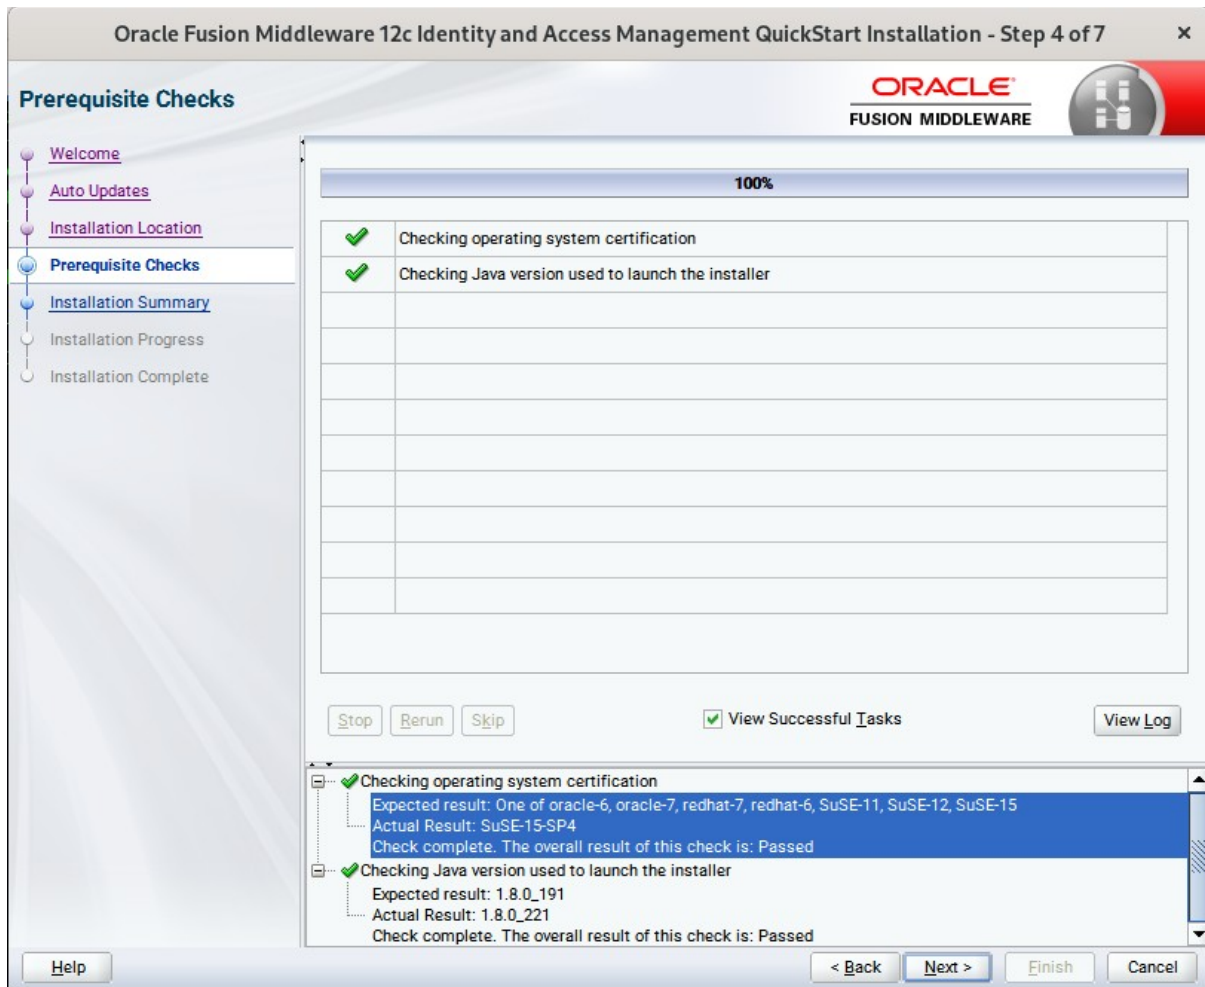 Oracle Fusion Middleware 12c Identity and Access Management QuickStart Installation - Step 4 of 7
Prerequisite Checks
ORACLE
FUSION MIDDLEWARE
Welcome
Auto Updates
Installation Location
Prerequisite Checks
Installation Summary
Installation Progress
Installation Complete
100%
Checking operating system certification
Checking Java version used to launch the installer
Stop
Rerun
Skip
View Successful Tasks
View Log
Checking operating system certification
Expected result: One of oracle-6, oracle-7, redhat-7, redhat-6, SuSE-11, SuSE-12, SuSE-15
Actual Result: SuSE-15-SP4
Check complete. The overall result of this check is: Passed
Checking Java version used to launch the installer
Expected result: 1.8.0_191
Actual Result: 1.8.0_221
Check complete. The overall result of this check is: Passed
Help
< Back
Next >
Finish
Cancel